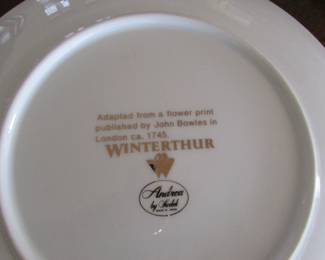 Adapted from a flower print
published by John Bowles in
London ca. 1745.
WINTERTHUR
Andrea
by Sadek